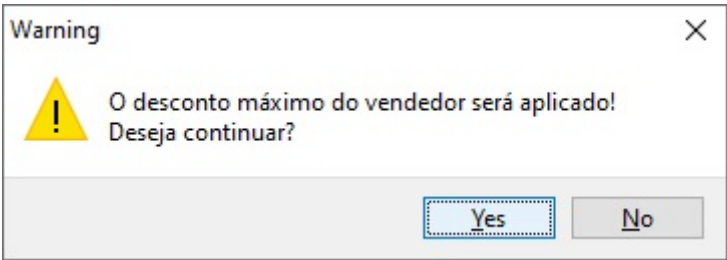 Warning
O desconto máximo do vendedor será aplicado!
Deseja continuar?
Yes No